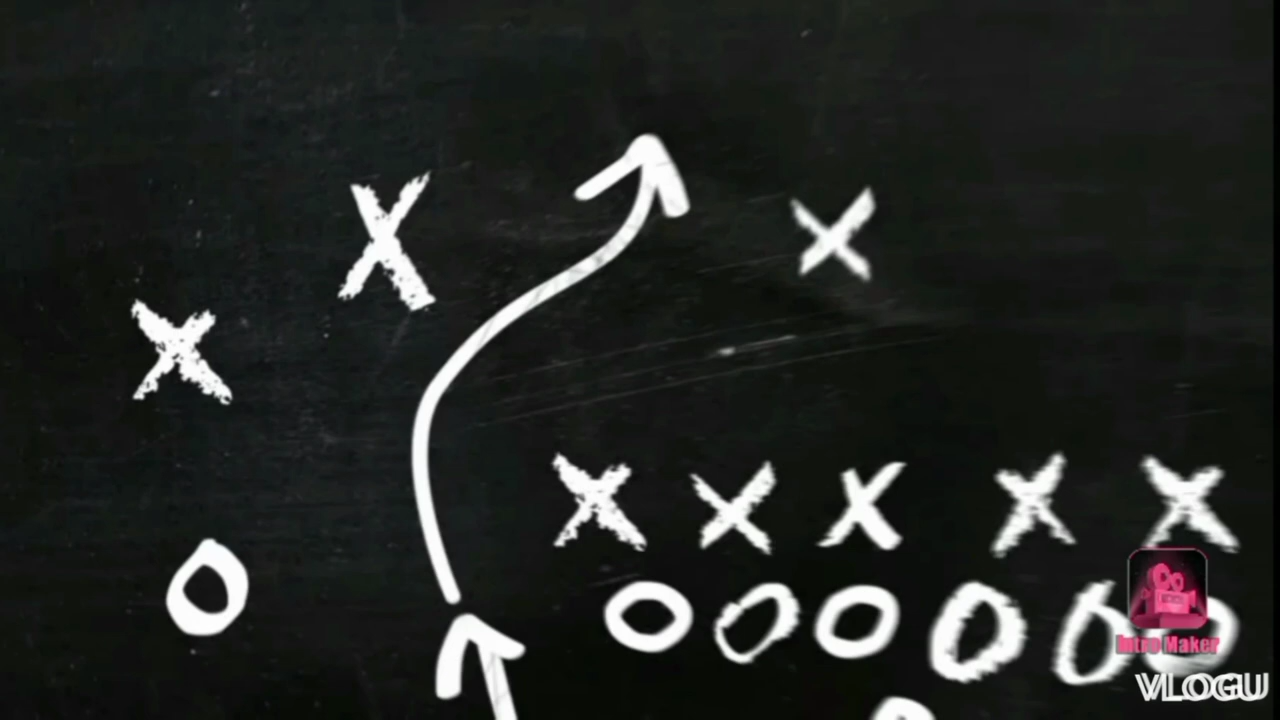 X
X X
X X X X X
O O O O O O O
Intro Maker
VLOGU